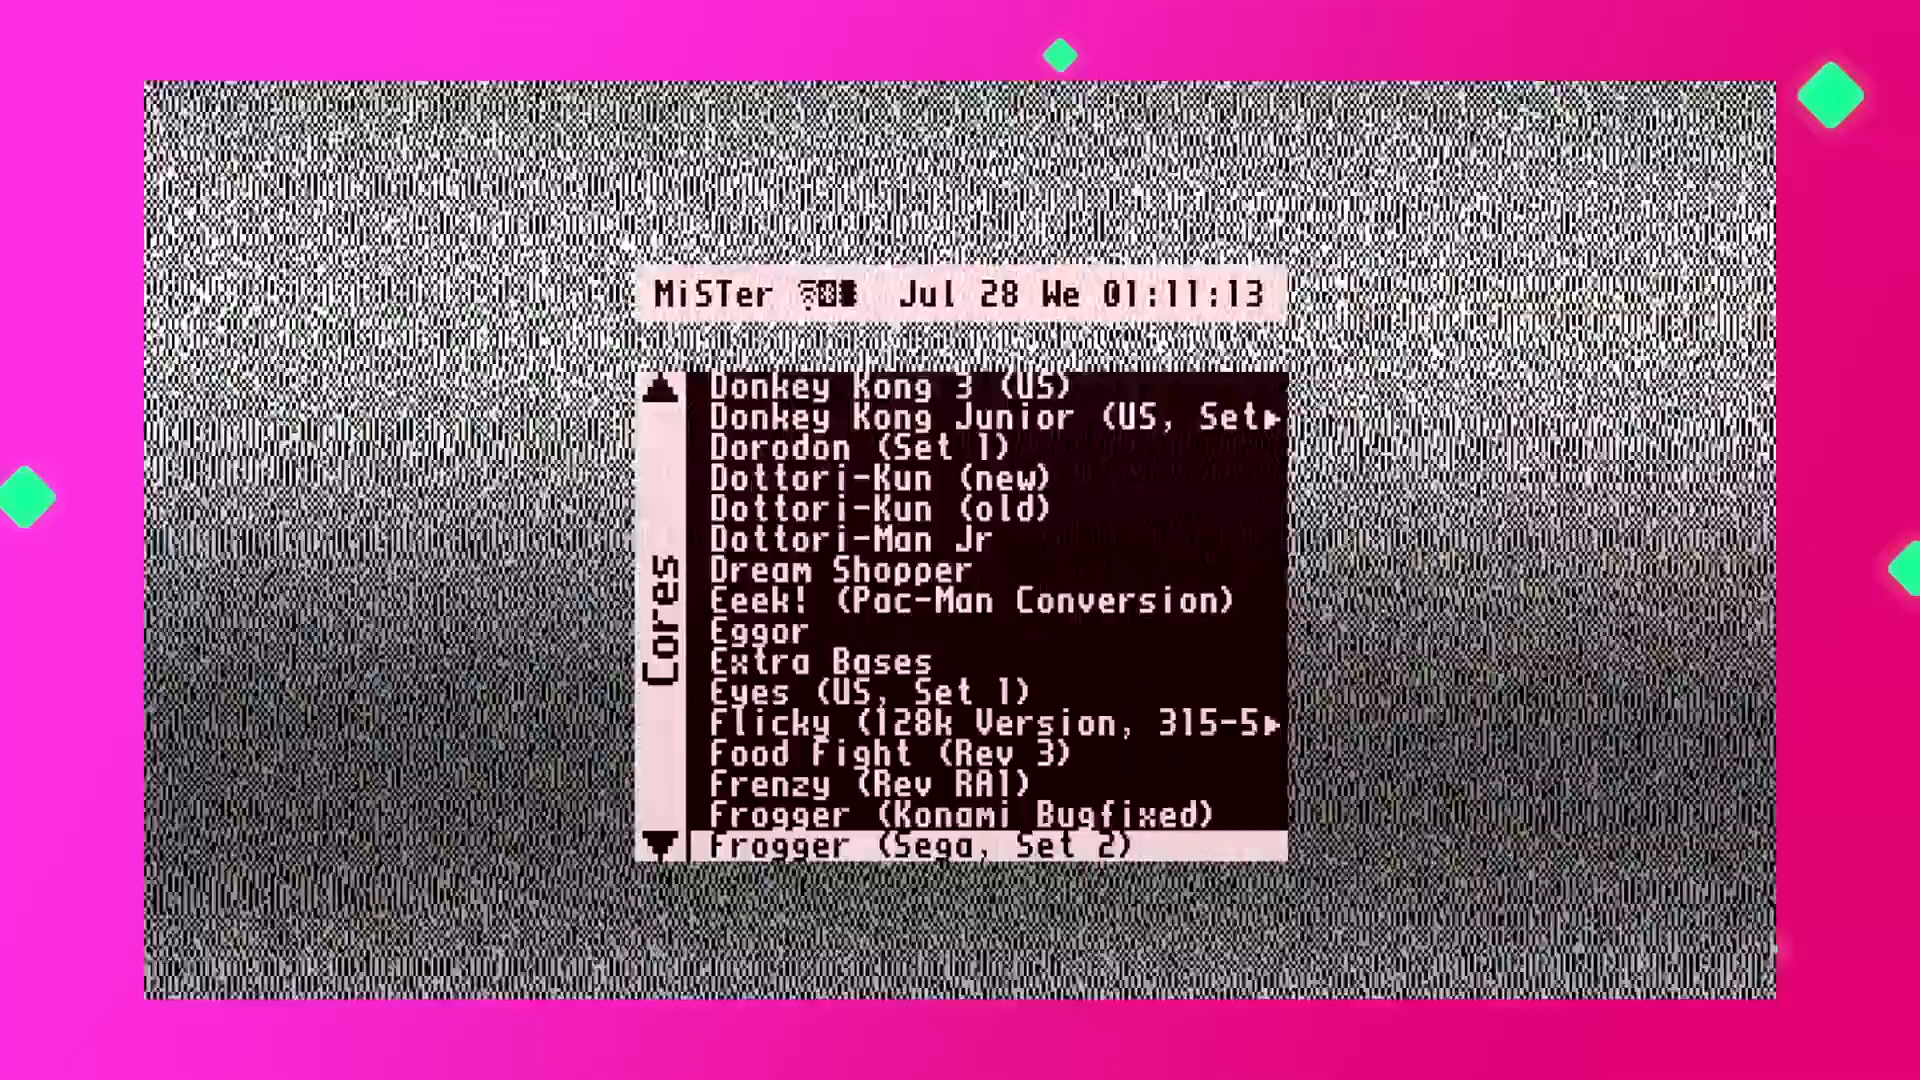 MiSTer Jul 28 We 01:11:13
Cores
Donkey Kong 3 (US)
Donkey Kong Junior (US, Set
Dorodon (Set 1)
Dottori-Kun (new)
Dottori-Kun (old)
Dottori-Man Jr
Dream Shopper
Eeek! (Pac-Man Conversion)
Eggor
Extra Bases
Eyes (US, Set 1)
Flicky (128k Version, 315-5
Food Fight (Rev 3)
Frenzy (Rev RA1)
Frogger (Konami Bugfixed)
Frogger (Sega, Set 2)